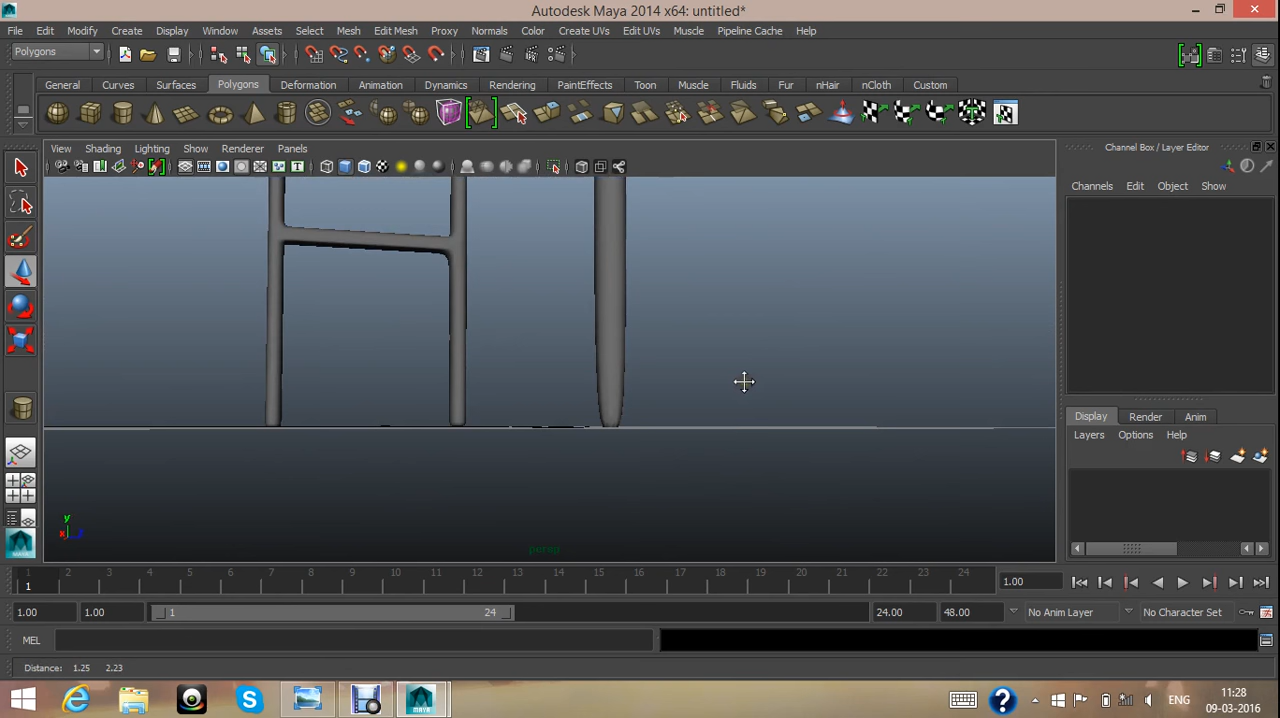 Autodesk Maya 2014 x64: untitled*
File Edit Modify Create Display Window Assets Select Mesh Edit Mesh Proxy Normals Color Create UVs Edit UVs Muscle Pipeline Cache Help
Polygons
General Curves Surfaces Polygons Deformation Animation Dynamics Rendering PaintEffects Toon Muscle Fluids Fur nHair nCloth Custom
View Shading Lighting Show Renderer Panels
Channel Box / Layer Editor
Channels Edit Object Show
Display Render Anim
Layers Options Help
y
x z
persp
1 2 3 4 5 6 7 8 9 10 11 12 13 14 15 16 17 18 19 20 21 22 23 24
1
1.00
1.00 1.00 1 24 24.00 48.00 No Anim Layer No Character Set
MEL
Distance: 1.25 2.23
MAYA
ENG
11:28
09-03-2016